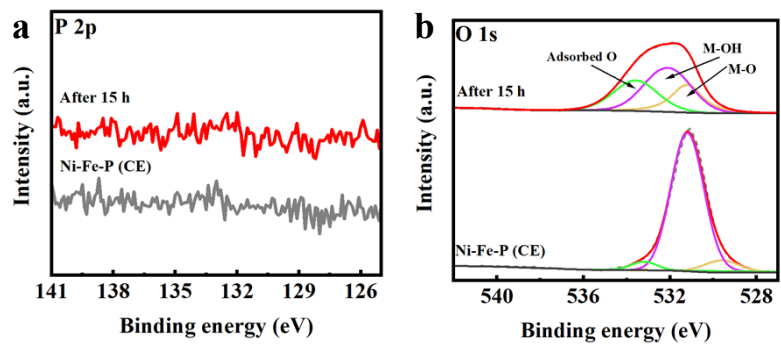 a
P 2p
After 15 h
Ni-Fe-P (CE)
Intensity (a.u.)
141 138 135 132 129 126
Binding energy (eV)
b
O 1s
Adsorbed O
M-OH
M-O
After 15 h
Ni-Fe-P (CE)
Intensity (a.u.)
540 536 532 528
Binding energy (eV)